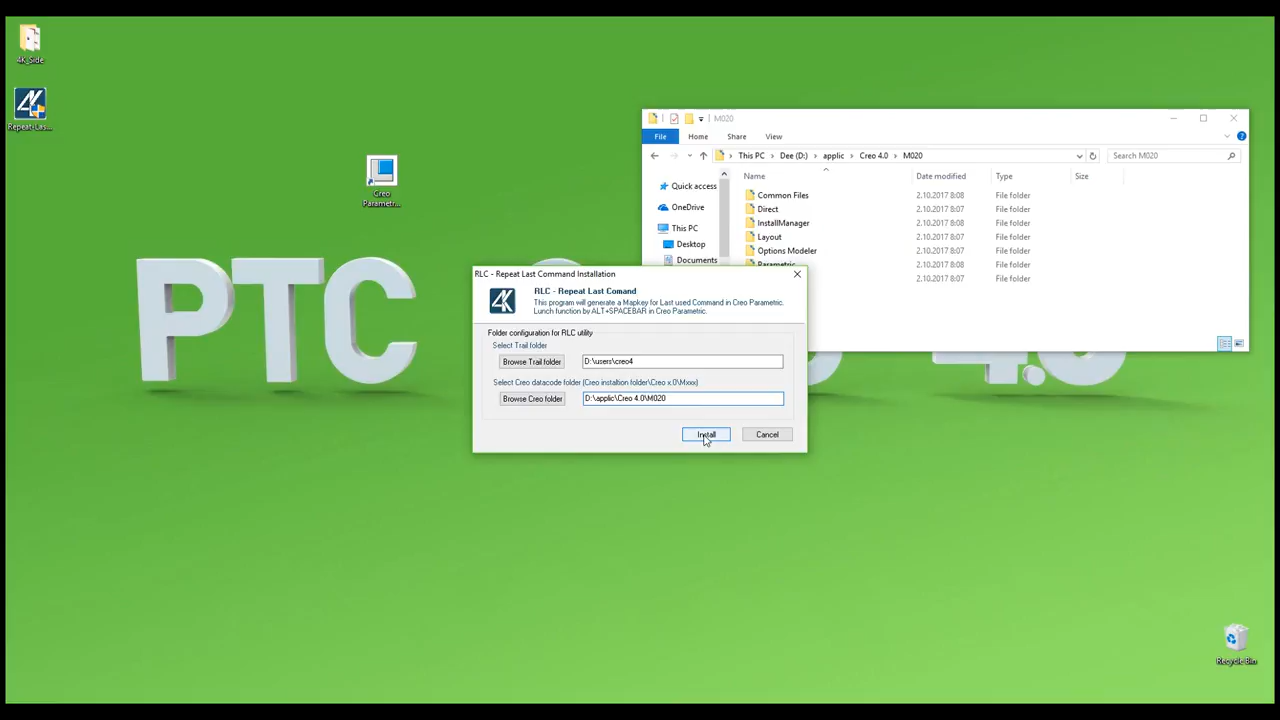 4K_Side
Repeat-Las...
Creo
Parametr...
PTC
4.0
M020
File
Home
Share
View
This PC
Dee (D:)
applic
Creo 4.0
M020
Search M020
Name
Date modified
Type
Size
Quick access
OneDrive
This PC
Desktop
Documents
Common Files
2.10.2017 8:08
File folder
Direct
2.10.2017 8:07
File folder
InstallManager
2.10.2017 8:08
File folder
Layout
2.10.2017 8:07
File folder
Options Modeler
2.10.2017 8:07
File folder
Parametric
2.10.2017 8:08
File folder
2.10.2017 8:07
File folder
RLC - Repeat Last Command Installation
4K
RLC - Repeat Last Comand
This program will generate a Mapkey for Last used Command in Creo Parametric.
Lunch function by ALT+SPACEBAR in Creo Parametric.
Folder configuration for RLC utility
Select Trail folder
Browse Trail folder
D:\users\creo4
Select Creo datacode folder (Creo instaltion folder\Creo x.0\Mxxx)
Browse Creo folder
D:\applic\Creo 4.0\M020
Install
Cancel
Recycle Bin